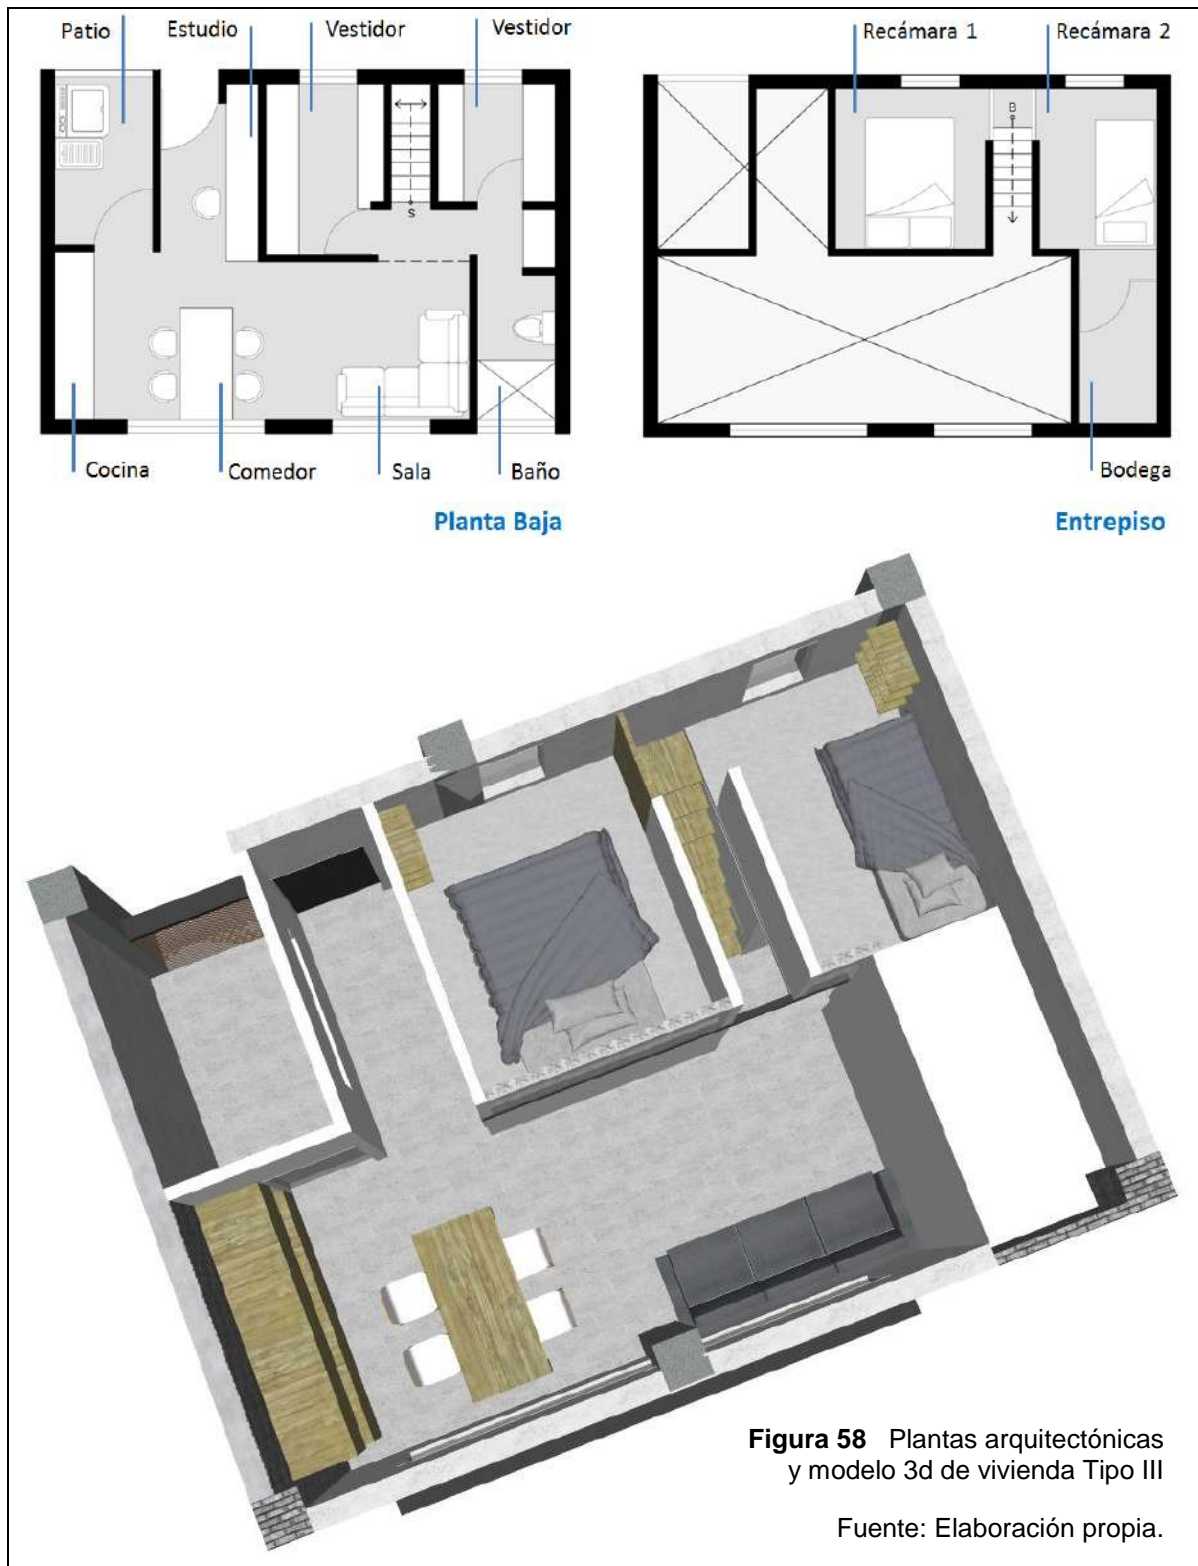 Patio Estudio Vestidor Vestidor Recámara 1 Recámara 2
B
S
Cocina Comedor Sala Baño Bodega
Planta Baja Entrepiso
Figura 58 Plantas arquitectónicas
y modelo 3d de vivienda Tipo III
Fuente: Elaboración propia.